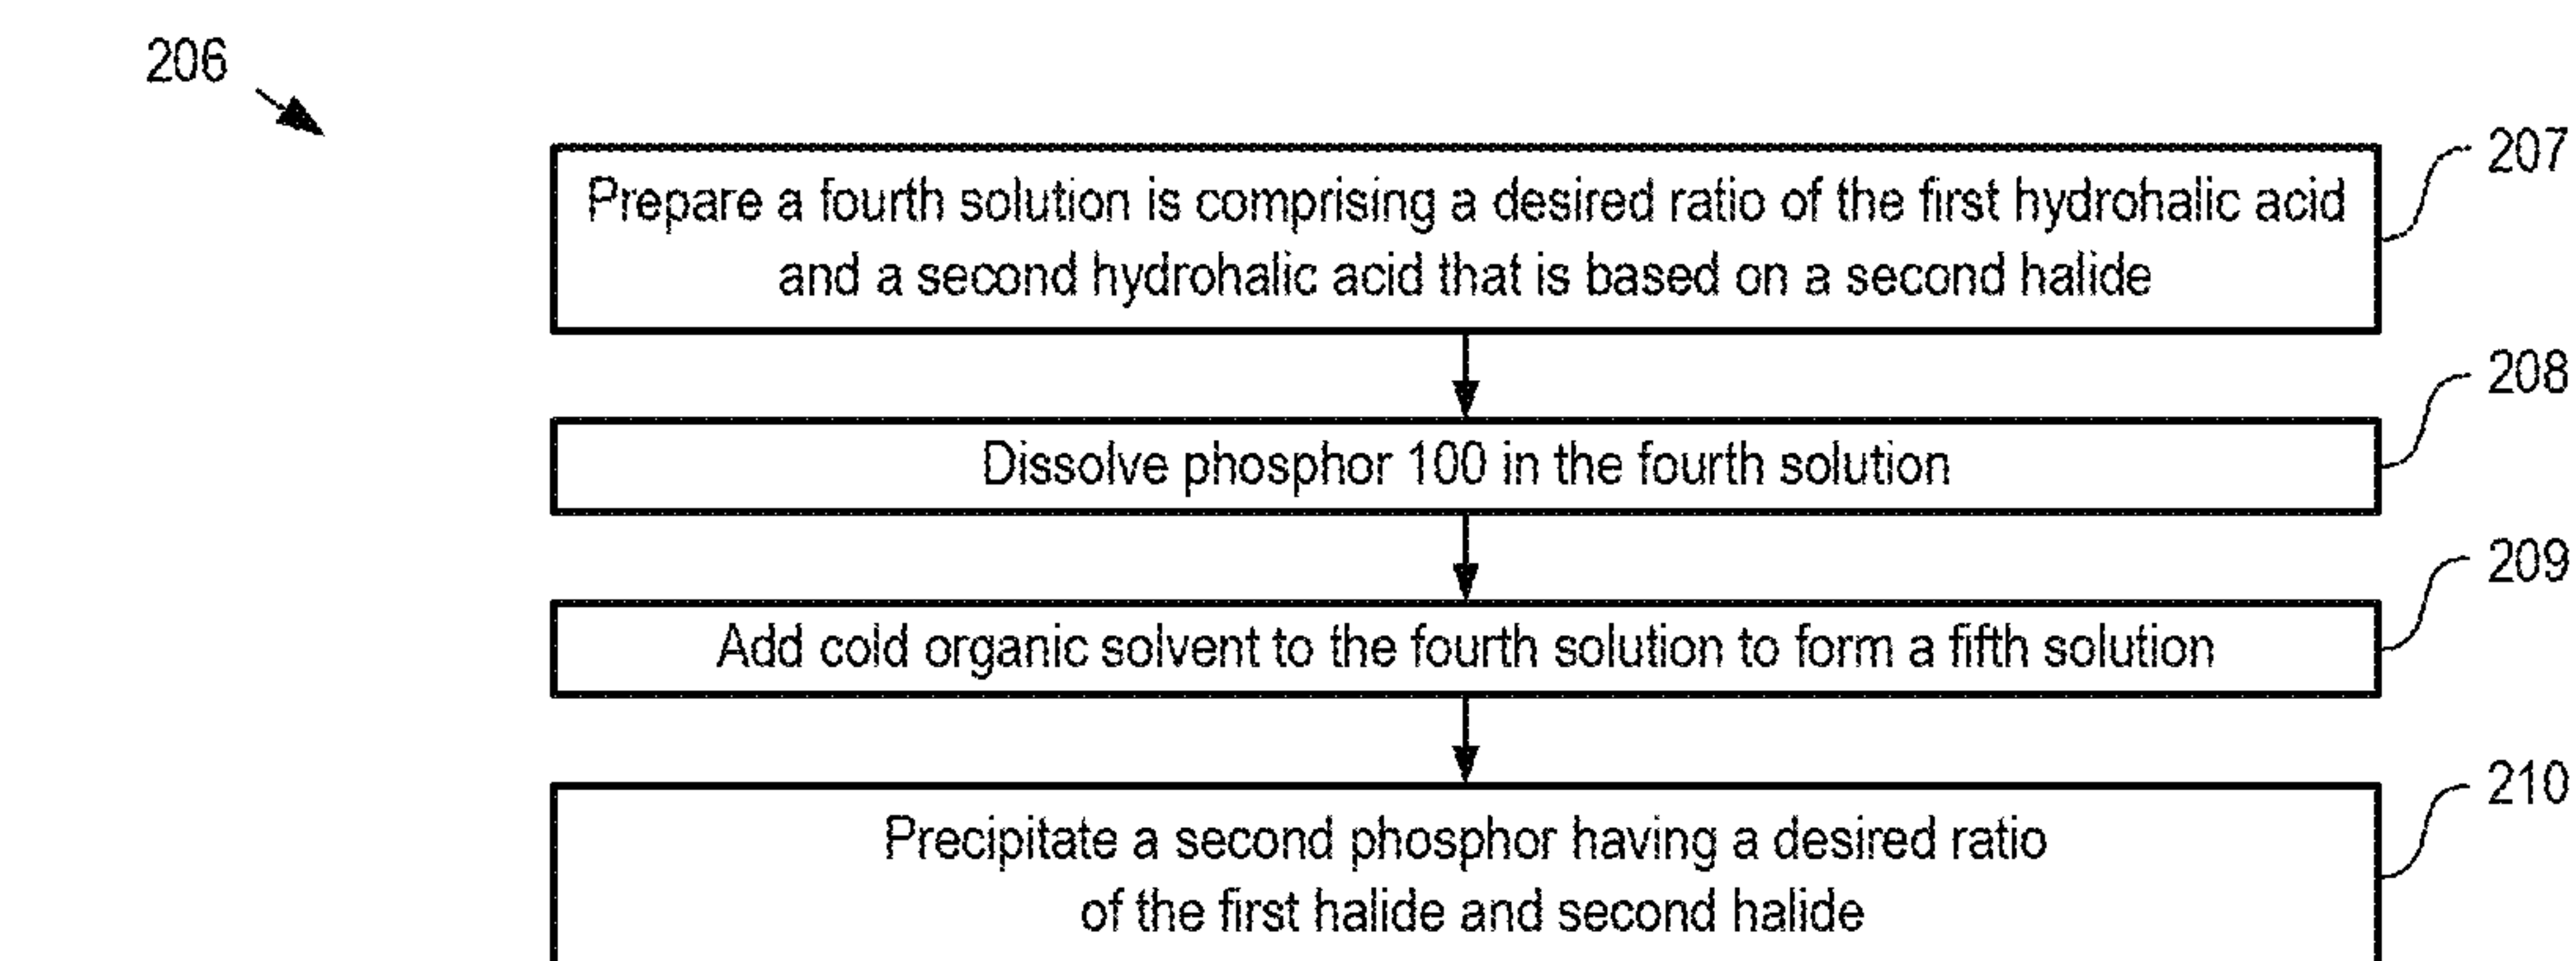 206
Prepare a fourth solution is comprising a desired ratio of the first hydrohalic acid
and a second hydrohalic acid that is based on a second halide
207
Dissolve phosphor 100 in the fourth solution
208
Add cold organic solvent to the fourth solution to form a fifth solution
209
Precipitate a second phosphor having a desired ratio
of the first halide and second halide
210